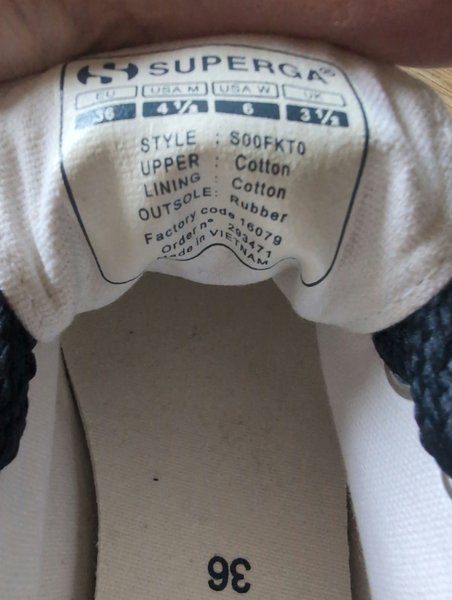 SUPERGA®
EU USA M USA W UK
36 4 ½ 6 3 ½
STYLE : S00FKT0
UPPER : Cotton
LINING : Cotton
OUTSOLE: Rubber
Factory code 16079
Order n° 293471
Made in VIETNAM
36